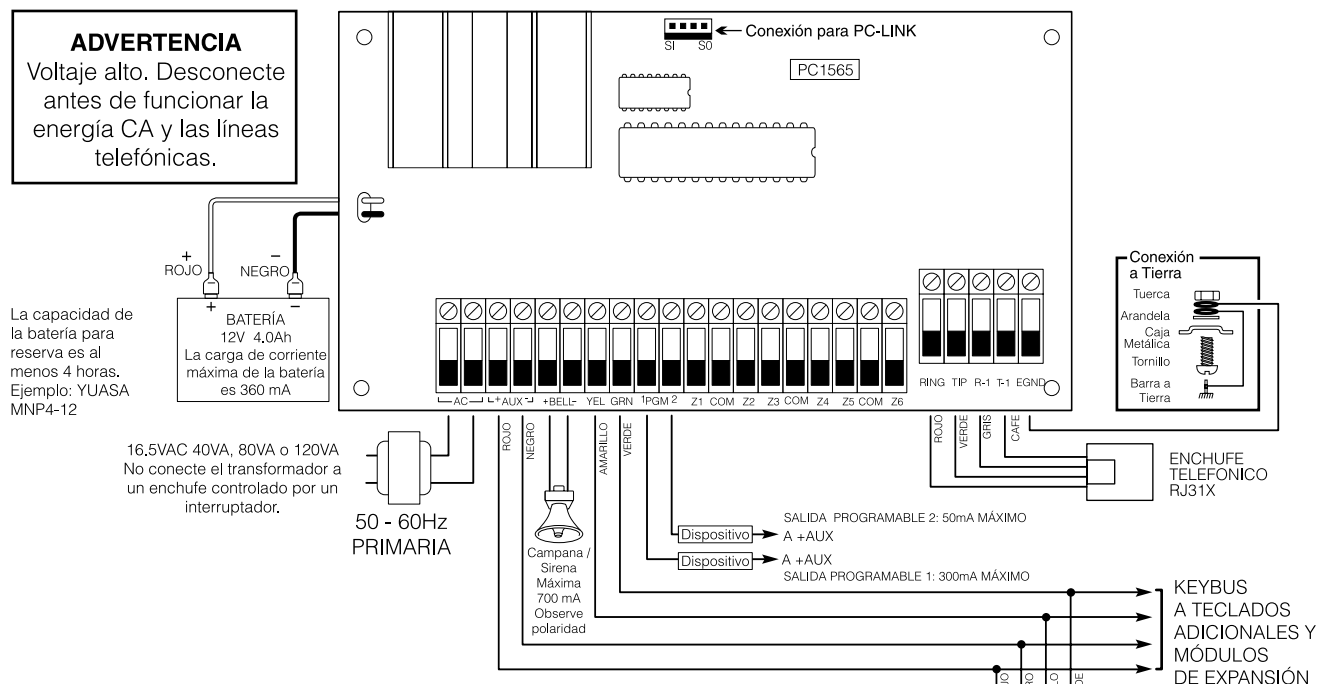 ADVERTENCIA
Voltaje alto. Desconecte
antes de funcionar la
energía CA y las líneas
telefónicas.
Conexión para PC-LINK
SI SO
PC1565
+
ROJO
−
NEGRO
+ −
BATERÍA
12V 4.0Ah
La carga de corriente
máxima de la batería
es 360 mA
La capacidad de
la batería para
reserva es al
menos 4 horas.
Ejemplo: YUASA
MNP4-12
AC +AUX- +BELL- YEL GRN 1PGM 2 Z1 COM Z2 Z3 COM Z4 Z5 COM Z6
RING TIP R-1 T-1 EGND
Conexión
a Tierra
Tuerca
Arandela
Caja
Metálica
Tornillo
Barra a
Tierra
16.5VAC 40VA, 80VA o 120VA
No conecte el transformador a
un enchufe controlado por un
interruptador.
50 - 60Hz
PRIMARIA
ROJO
NEGRO
AMARILLO
VERDE
ROJO
VERDE
GRIS
CAFE
ENCHUFE
TELEFONICO
RJ31X
Campana /
Sirena
Máxima
700 mA
Observe
polaridad
SALIDA PROGRAMABLE 2: 50mA MÁXIMO
Dispositivo A +AUX
Dispositivo A +AUX
SALIDA PROGRAMABLE 1: 300mA MÁXIMO
KEYBUS
A TECLADOS
ADICIONALES Y
MÓDULOS
DE EXPANSIÓN